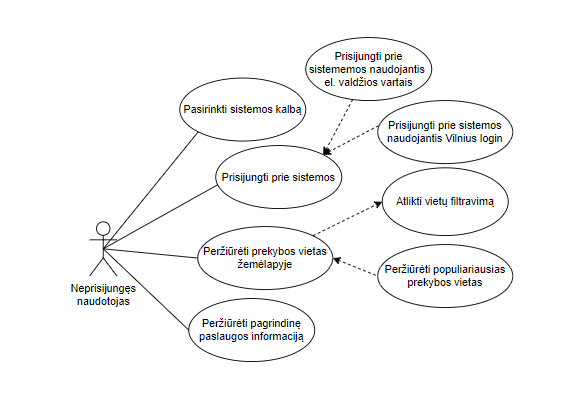 Prisijungti prie
sistememos naudojantis
el. valdžios vartais
Pasirinkti sistemos kalbą
Prisijungti prie sistemos
naudojantis Vilnius login
Prisijungti prie sistemos
Atlikti vietų filtravimą
Peržiūrėti prekybos vietas
žemėlapyje
Peržiūrėti populiariausias
prekybos vietas
Neprisijungęs
naudotojas
Peržiūrėti pagrindinę
paslaugos informaciją